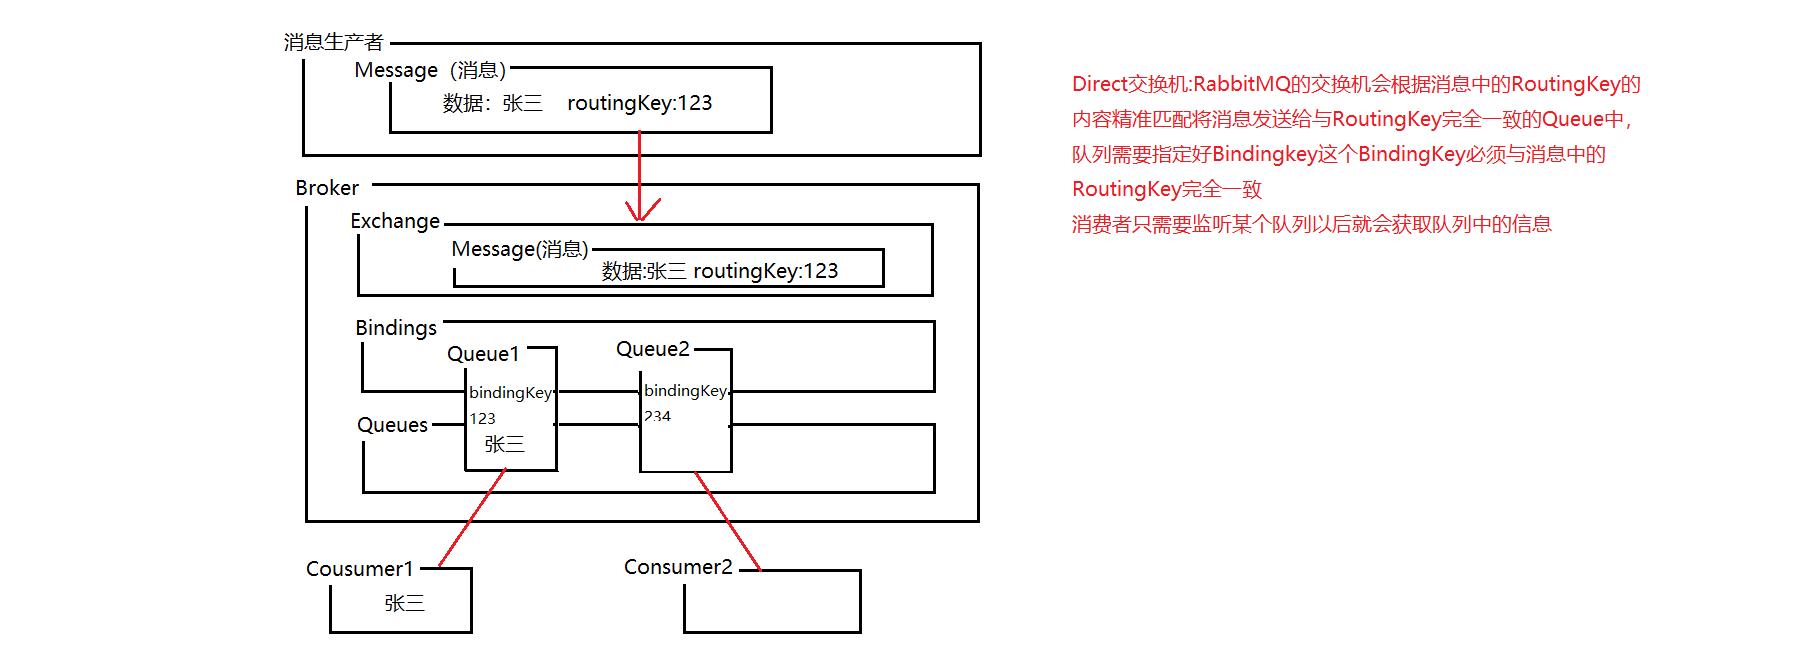 消息生产者
Message（消息）
数据：张三 routingKey:123
Broker
Exchange
Message(消息)
数据:张三 routingKey:123
Bindings
Queue1
Queue2
bindingKey
123
张三
bindingKey
234
Queues
Cousumer1
张三
Consumer2
Direct交换机:RabbitMQ的交换机会根据消息中的RoutingKey的
内容精准匹配将消息发送给与RoutingKey完全一致的Queue中，
队列需要指定好Bindingkey这个BindingKey必须与消息中的
RoutingKey完全一致
消费者只需要监听某个队列以后就会获取队列中的信息